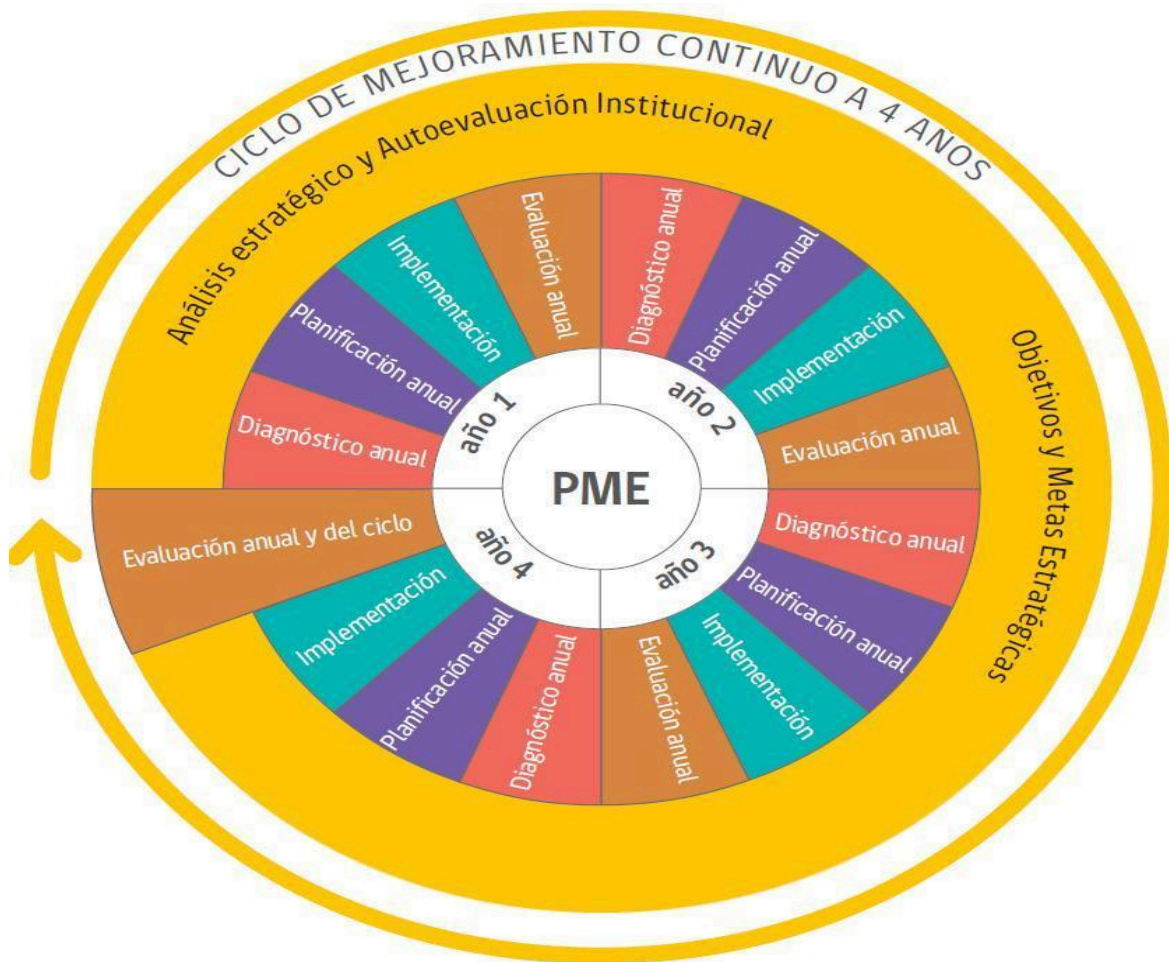 CICLO DE MEJORAMIENTO CONTINUO A 4 AÑOS
Análisis estratégico y Autoevaluación Institucional
Objetivos y Metas Estratégicas
PME
año 1
Diagnóstico anual
Planificación anual
Implementación
Evaluación anual
año 2
Diagnóstico anual
Planificación anual
Implementación
Evaluación anual
año 3
Diagnóstico anual
Planificación anual
Implementación
Evaluación anual
año 4
Diagnóstico anual
Planificación anual
Implementación
Evaluación anual y del ciclo